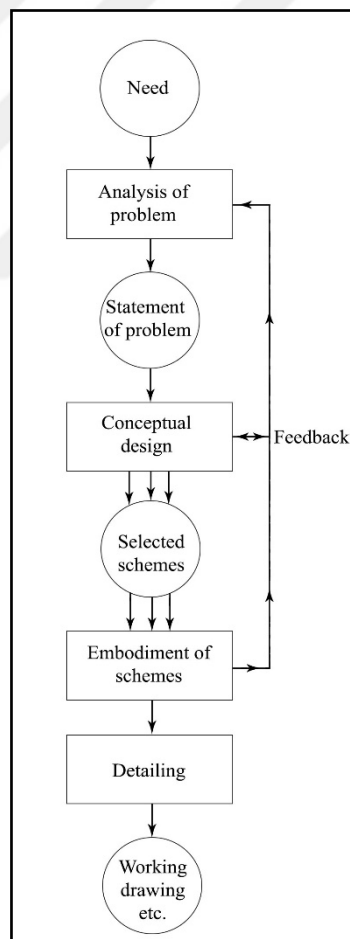 Need
Analysis of
problem
Statement
of problem
Conceptual
design
Feedback
Selected
schemes
Embodiment of
schemes
Detailing
Working
drawing
etc.